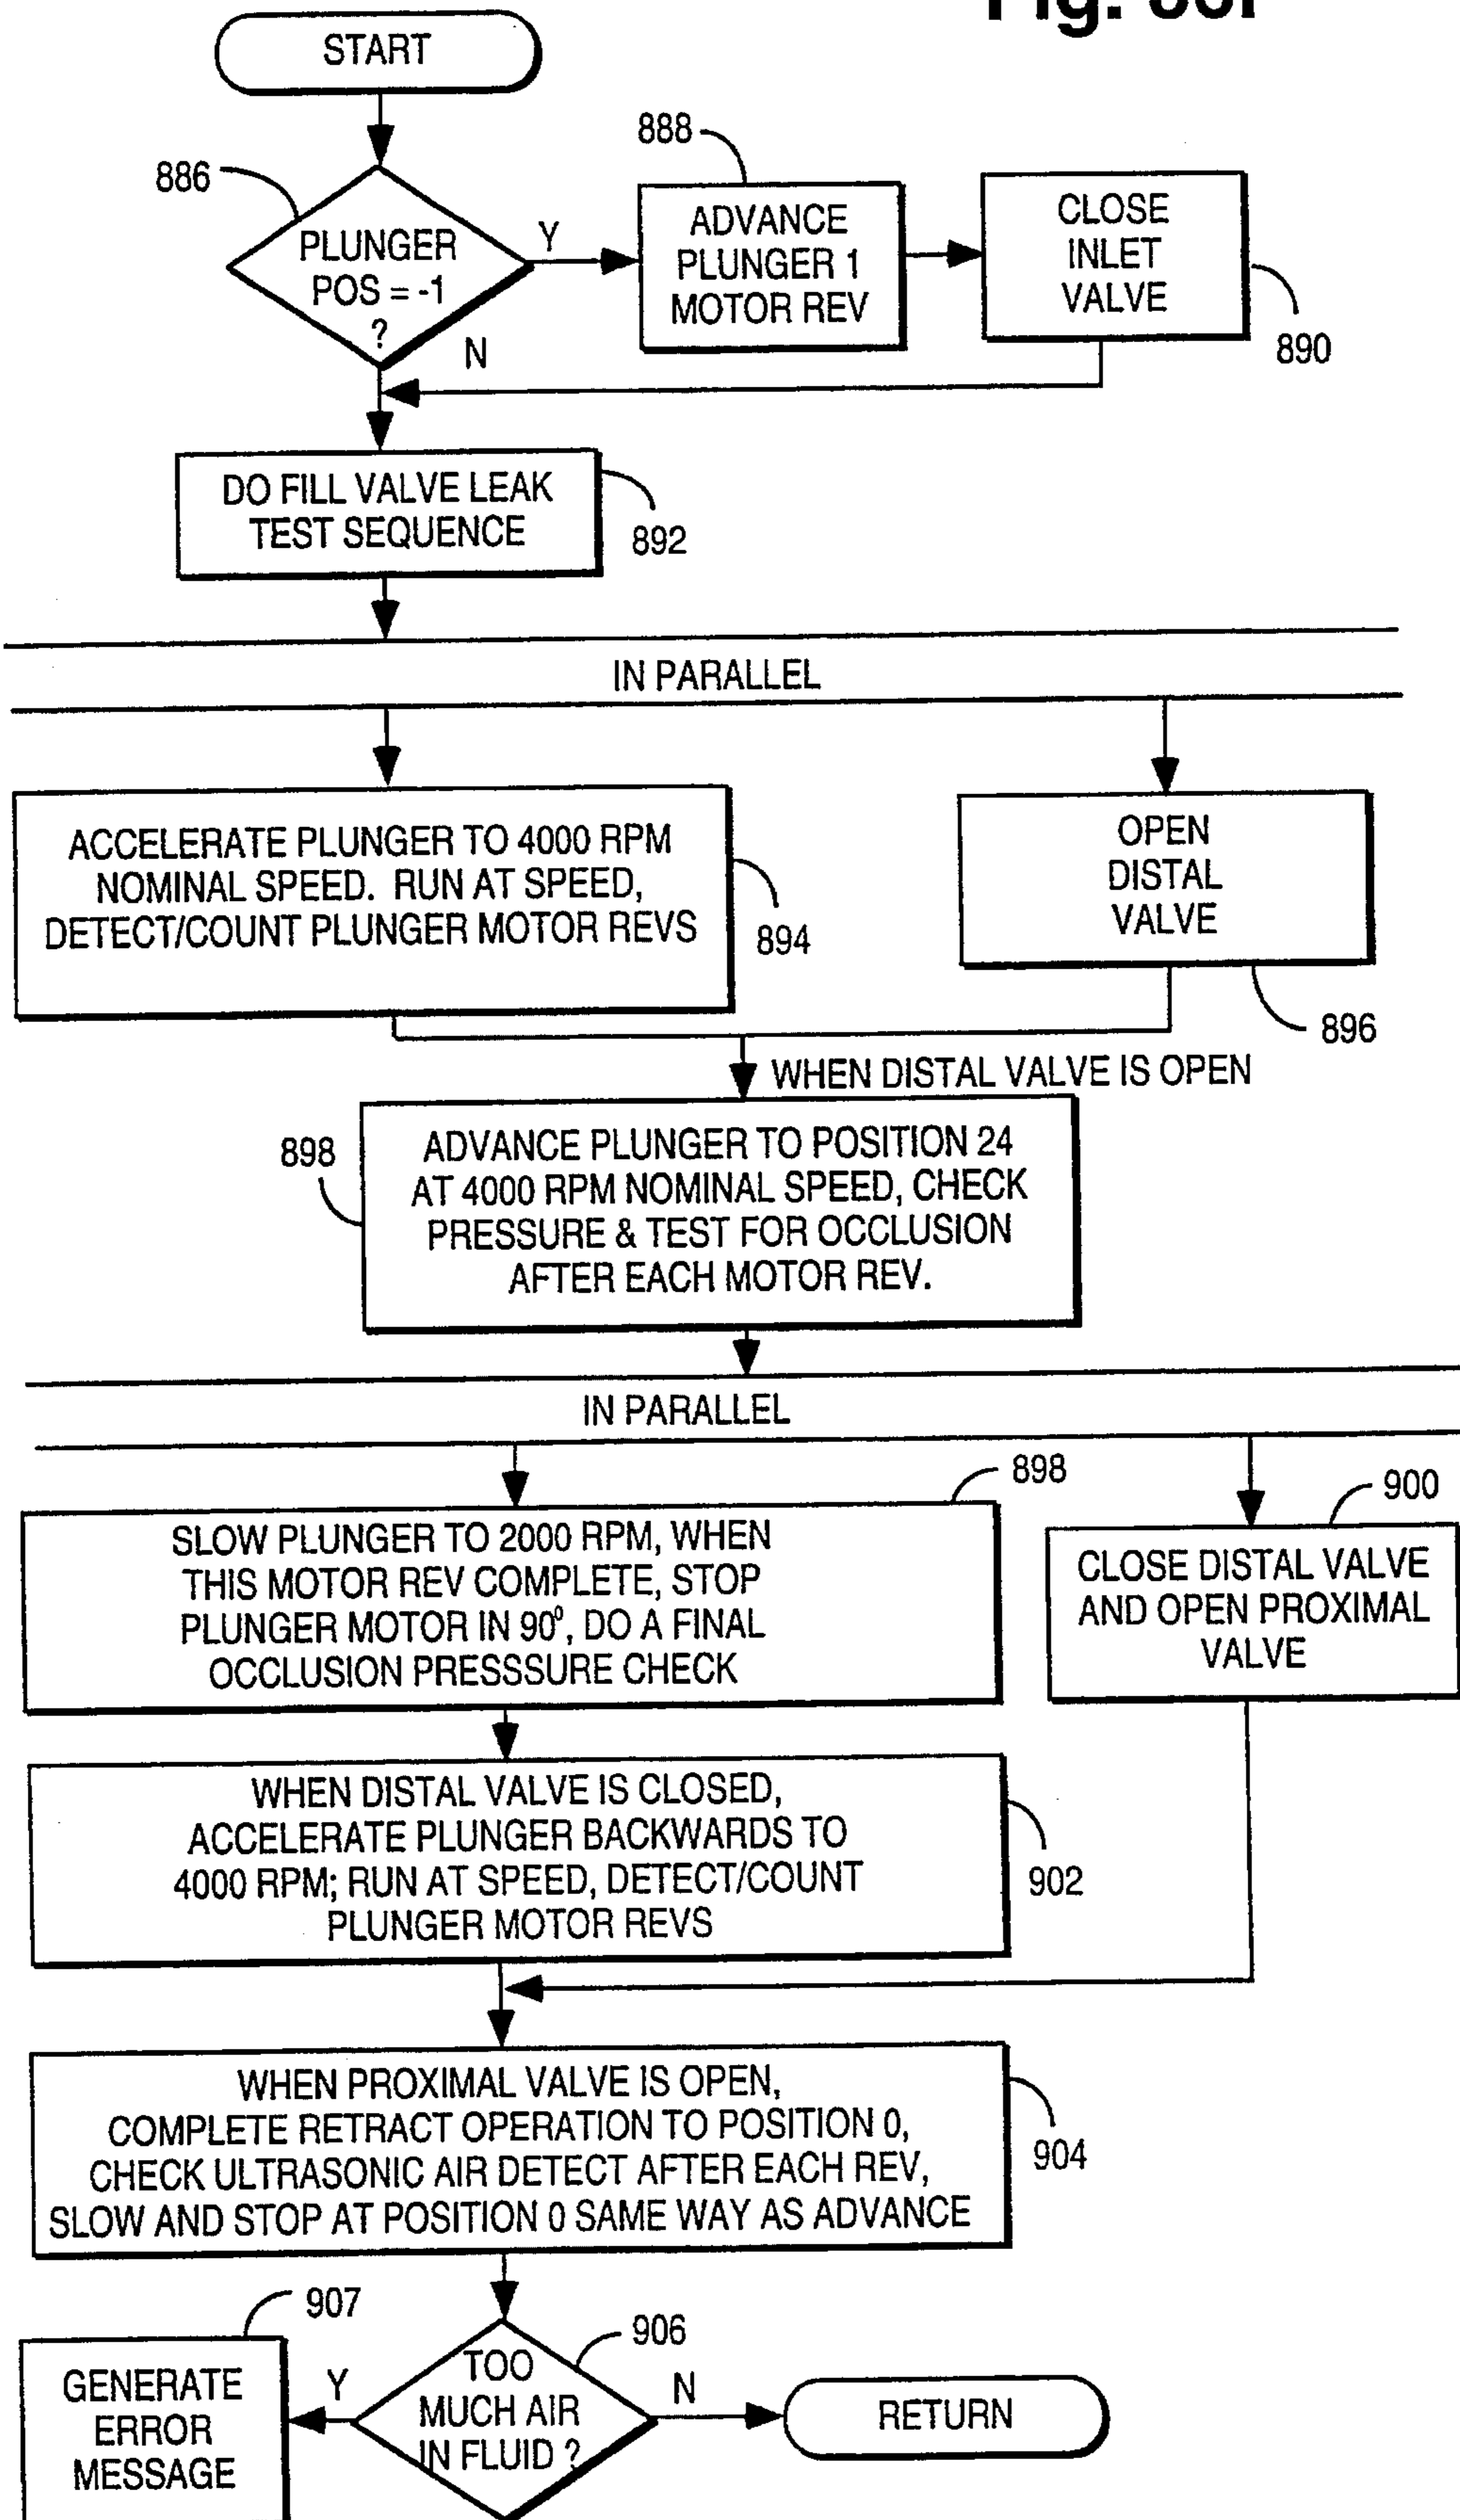 START
886
PLUNGER
POS = -1
?
Y
N
888
ADVANCE
PLUNGER 1
MOTOR REV
CLOSE
INLET
VALVE
890
DO FILL VALVE LEAK
TEST SEQUENCE
892
IN PARALLEL
ACCELERATE PLUNGER TO 4000 RPM
NOMINAL SPEED. RUN AT SPEED,
DETECT/COUNT PLUNGER MOTOR REVS
894
OPEN
DISTAL
VALVE
896
WHEN DISTAL VALVE IS OPEN
898
ADVANCE PLUNGER TO POSITION 24
AT 4000 RPM NOMINAL SPEED, CHECK
PRESSURE & TEST FOR OCCLUSION
AFTER EACH MOTOR REV.
IN PARALLEL
898
SLOW PLUNGER TO 2000 RPM, WHEN
THIS MOTOR REV COMPLETE, STOP
PLUNGER MOTOR IN 90⁰, DO A FINAL
OCCLUSION PRESSSURE CHECK
900
CLOSE DISTAL VALVE
AND OPEN PROXIMAL
VALVE
WHEN DISTAL VALVE IS CLOSED,
ACCELERATE PLUNGER BACKWARDS TO
4000 RPM; RUN AT SPEED, DETECT/COUNT
PLUNGER MOTOR REVS
902
WHEN PROXIMAL VALVE IS OPEN,
COMPLETE RETRACT OPERATION TO POSITION 0,
CHECK ULTRASONIC AIR DETECT AFTER EACH REV,
SLOW AND STOP AT POSITION 0 SAME WAY AS ADVANCE
904
907
GENERATE
ERROR
MESSAGE
Y
906
TOO
MUCH AIR
IN FLUID ?
N
RETURN